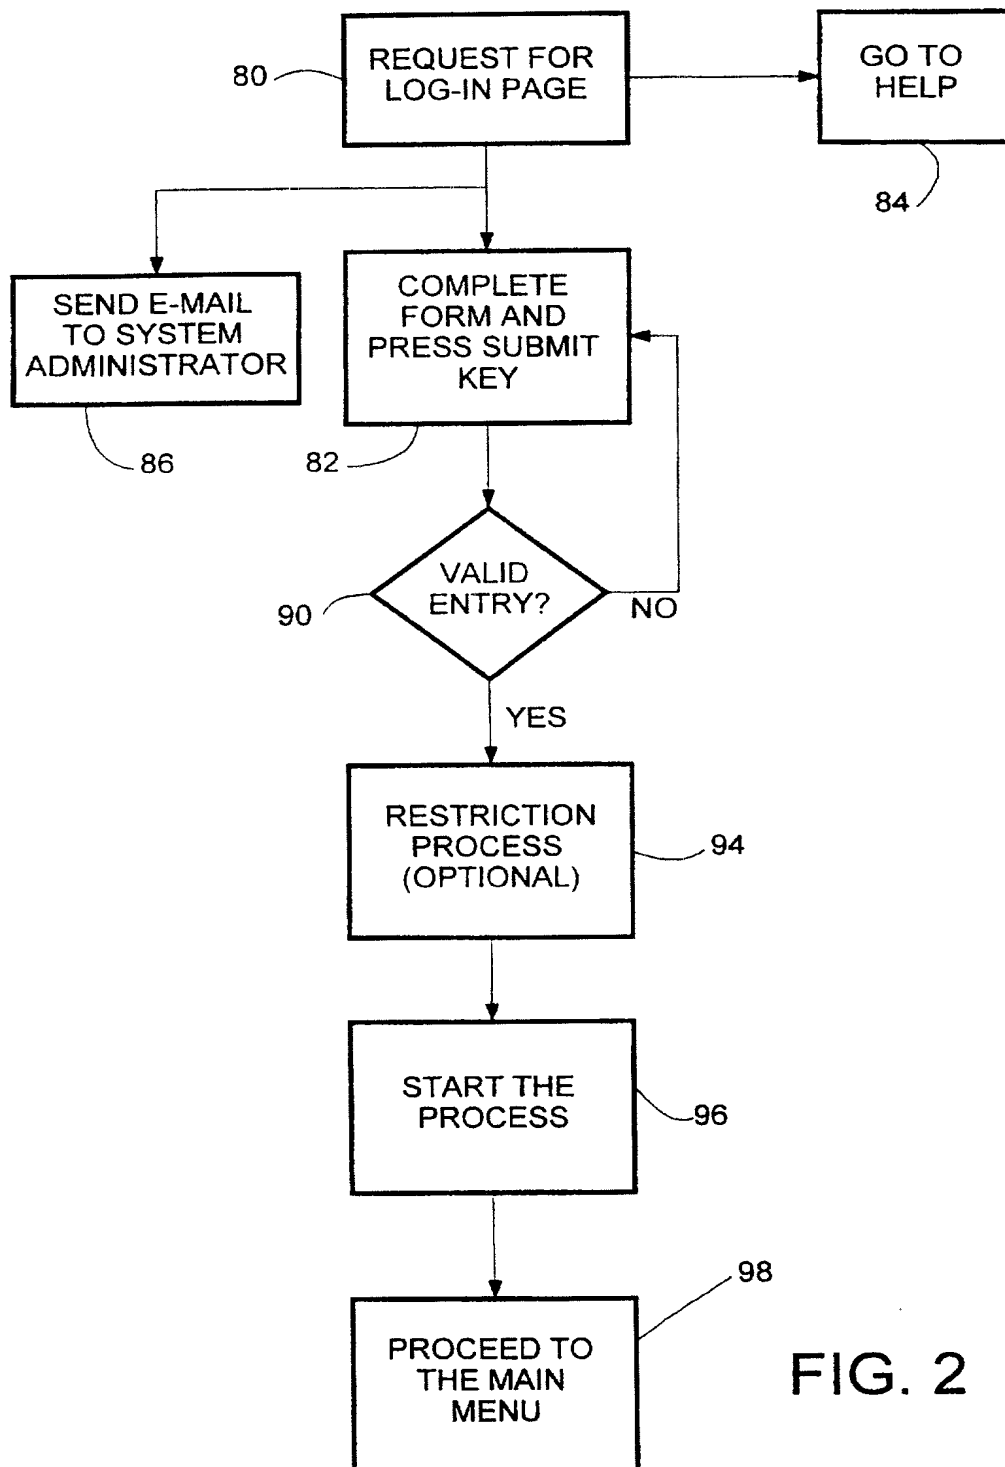 80
REQUEST FOR
LOG-IN PAGE
GO TO
HELP
84
SEND E-MAIL
TO SYSTEM
ADMINISTRATOR
86
COMPLETE
FORM AND
PRESS SUBMIT
KEY
82
90
VALID
ENTRY?
NO
YES
RESTRICTION
PROCESS
(OPTIONAL)
94
START THE
PROCESS
96
98
PROCEED TO
THE MAIN
MENU
FIG. 2